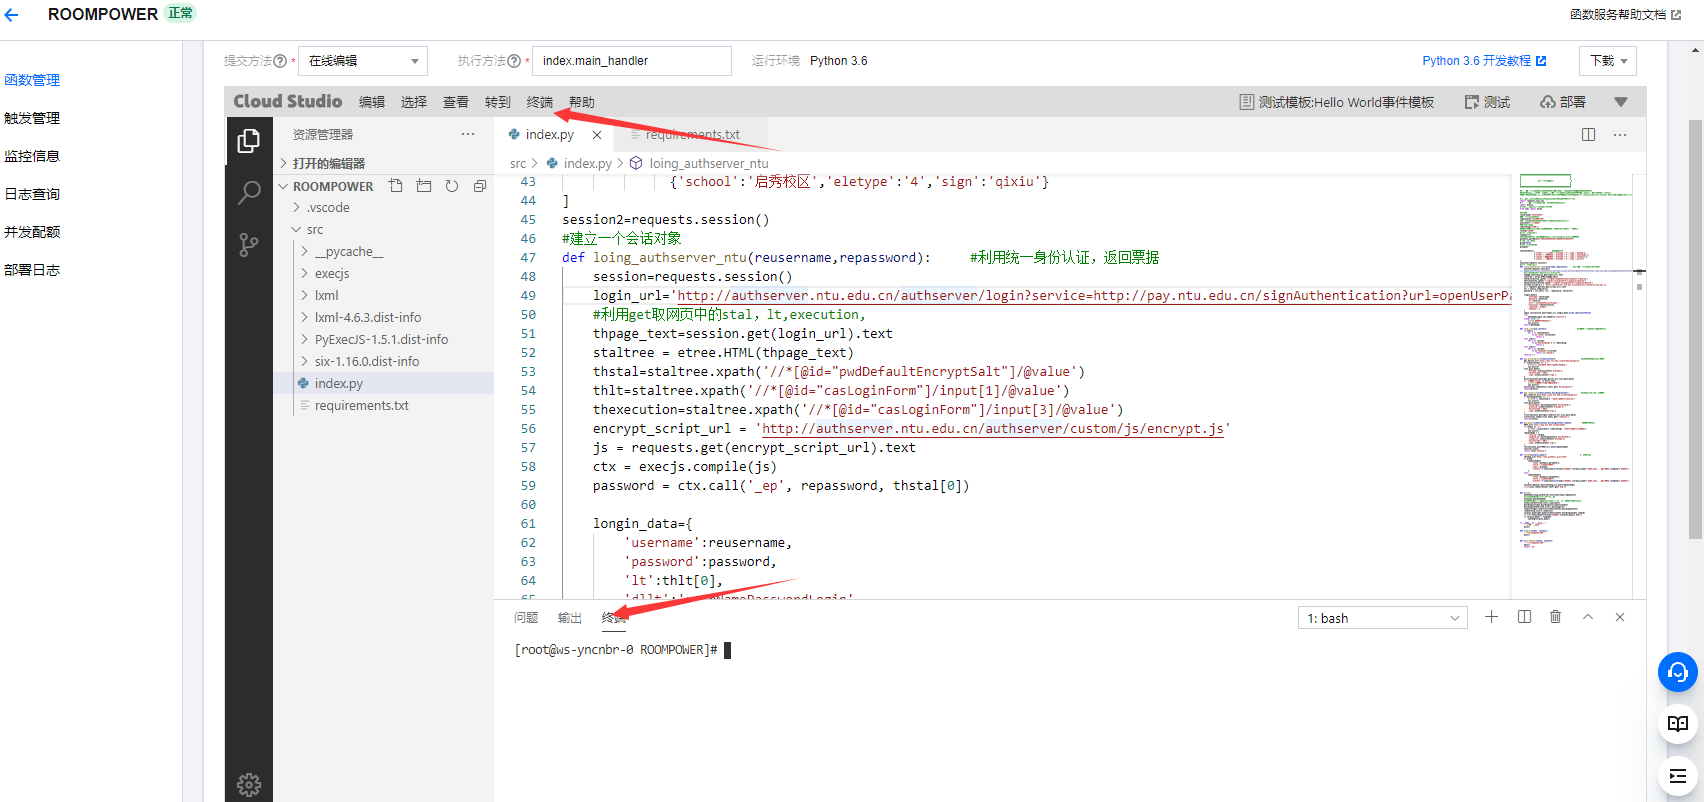 ROOMPOWER 正常
函数服务帮助文档
函数管理
触发管理
监控信息
日志查询
并发配额
部署日志
提交方法 * 在线编辑 执行方法 * index.main_handler 运行环境 Python 3.6 Python 3.6 开发教程 下载
Cloud Studio 编辑 选择 查看 转到 终端 帮助 测试模板:Hello World事件模板 测试 部署
资源管理器 ···
index.py × requirements.txt ···
打开的编辑器
src > index.py > loing_authserver_ntu
ROOMPOWER
.vscode
src
__pycache__
execjs
lxml
lxml-4.6.3.dist-info
PyExecJS-1.5.1.dist-info
six-1.16.0.dist-info
index.py
requirements.txt
43 {'school':'启秀校区','eletype':'4','sign':'qixiu'}
44 ]
45 session2=requests.session()
46 #建立一个会话对象
47 def loing_authserver_ntu(reusername,repassword): #利用统一身份认证，返回票据
48 session=requests.session()
49 login_url='http://authserver.ntu.edu.cn/authserver/login?service=http://pay.ntu.edu.cn/signAuthentication?url=openUserPa
50 #利用get取网页中的stal，lt,execution,
51 thpage_text=session.get(login_url).text
52 staltree = etree.HTML(thpage_text)
53 thstal=staltree.xpath('//*[@id="pwdDefaultEncryptSalt"]/@value')
54 thlt=staltree.xpath('//*[@id="casLoginForm"]/input[1]/@value')
55 thexecution=staltree.xpath('//*[@id="casLoginForm"]/input[3]/@value')
56 encrypt_script_url = 'http://authserver.ntu.edu.cn/authserver/custom/js/encrypt.js'
57 js = requests.get(encrypt_script_url).text
58 ctx = execjs.compile(js)
59 password = ctx.call('_ep', repassword, thstal[0])
60
61 longin_data={
62 'username':reusername,
63 'password':password,
64 'lt':thlt[0],
问题 输出 终端 1: bash
[root@ws-yncnbr-0 ROOMPOWER]#